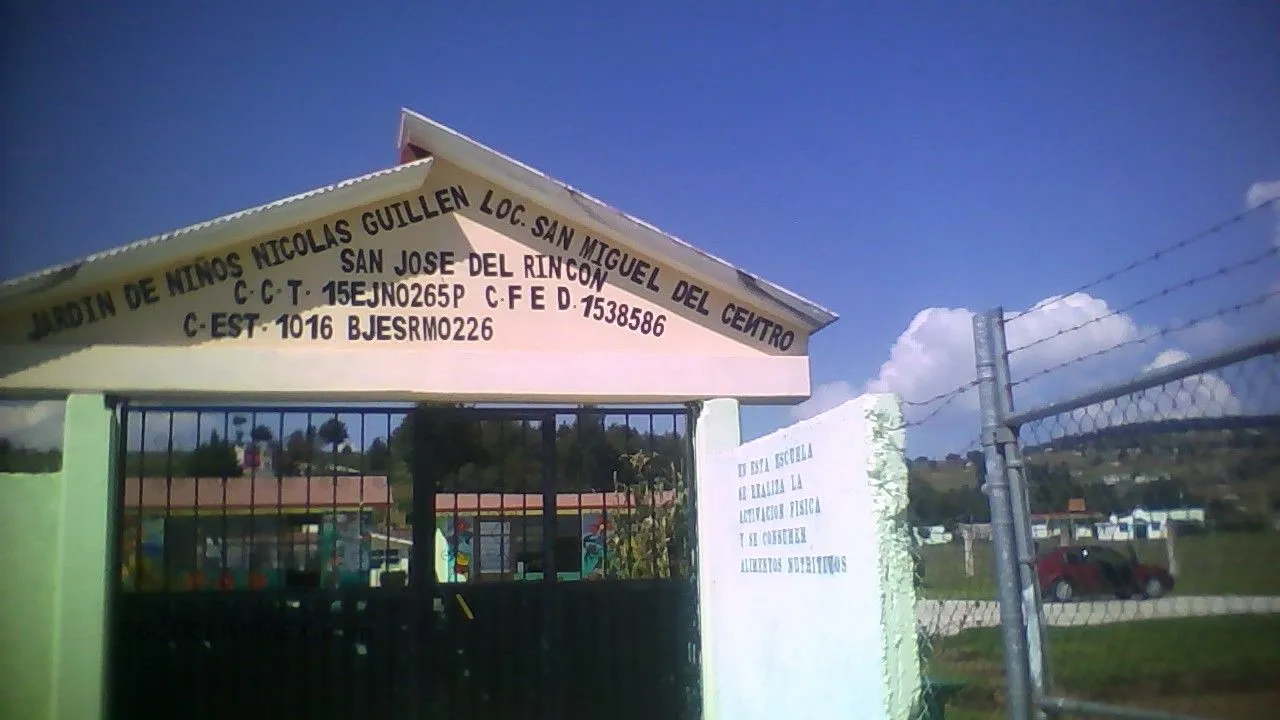 JARDIN DE NIÑOS NICOLAS GUILLEN LOC. SAN MIGUEL DEL CENTRO
SAN JOSE DEL RINCON
C·C·T· 15EJN0265P C·F E D·1538586
C·EST·1016 BJESRM0226
EN ESTA ESCUELA
SE REALIZA LA
ACTIVACION FISICA
Y SE CONSUMEN
ALIMENTOS NUTRITIVOS